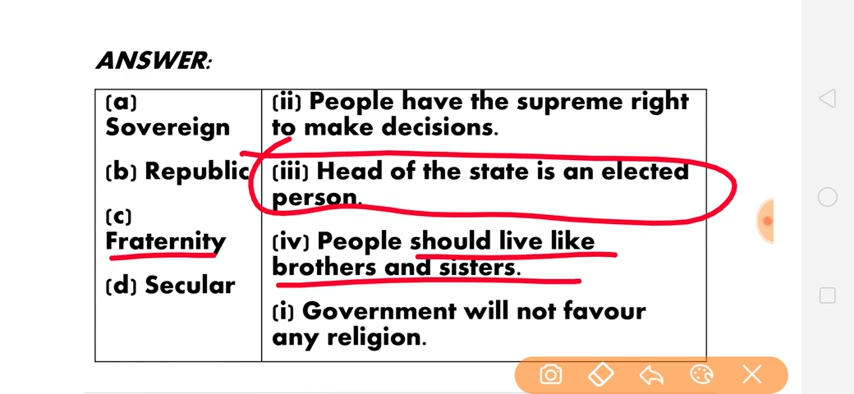 ANSWER:
(a) Sovereign
(ii) People have the supreme right
to make decisions.
(b) Republic
(iii) Head of the state is an elected
person.
(c) Fraternity
(iv) People should live like
brothers and sisters.
(d) Secular
(i) Government will not favour
any religion.